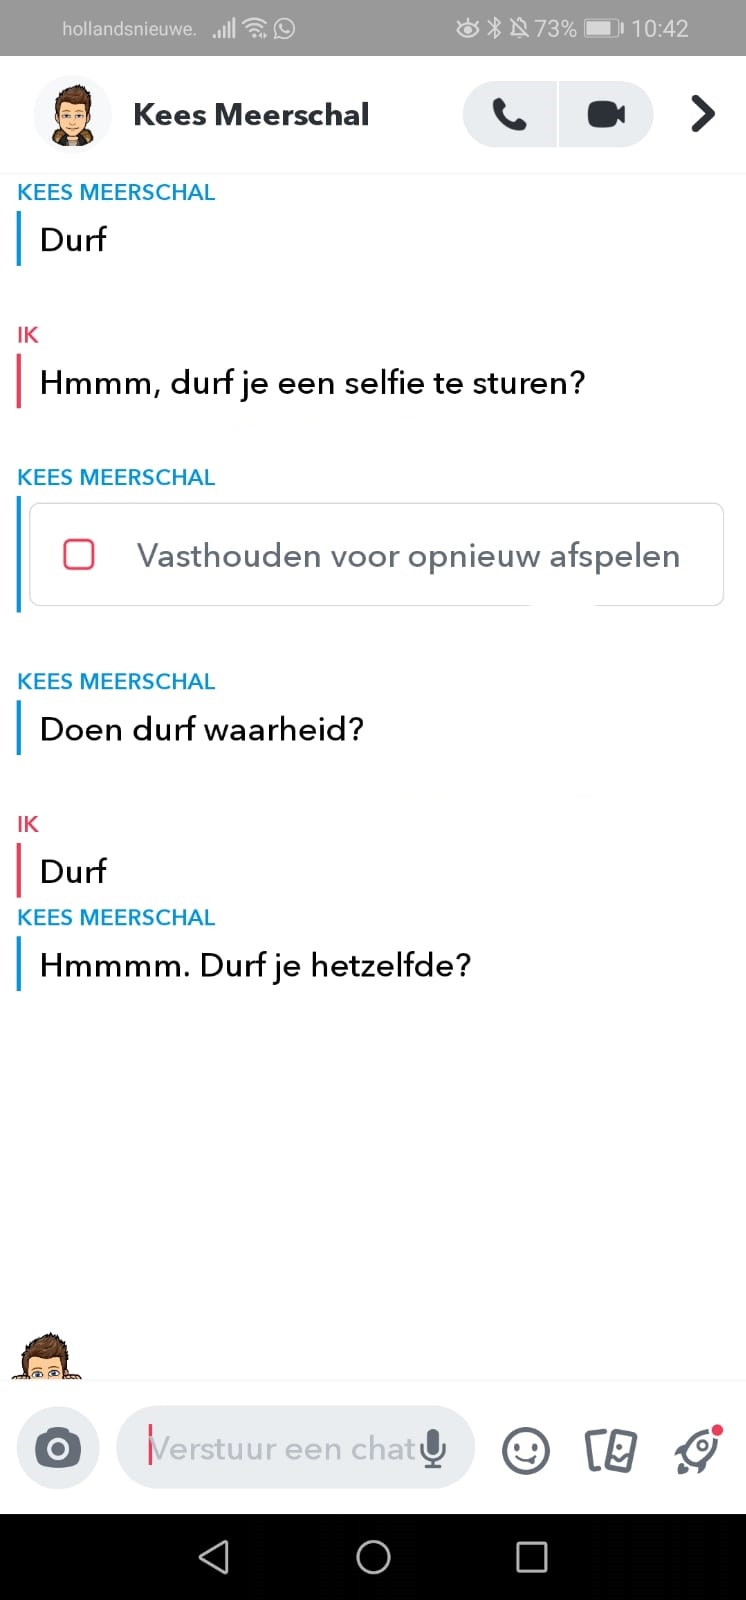 hollandsnieuwe. 73% 10:42
Kees Meerschal
KEES MEERSCHAL
Durf
IK
Hmmm, durf je een selfie te sturen?
KEES MEERSCHAL
Vasthouden voor opnieuw afspelen
KEES MEERSCHAL
Doen durf waarheid?
IK
Durf
KEES MEERSCHAL
Hmmmm. Durf je hetzelfde?
Verstuur een chat